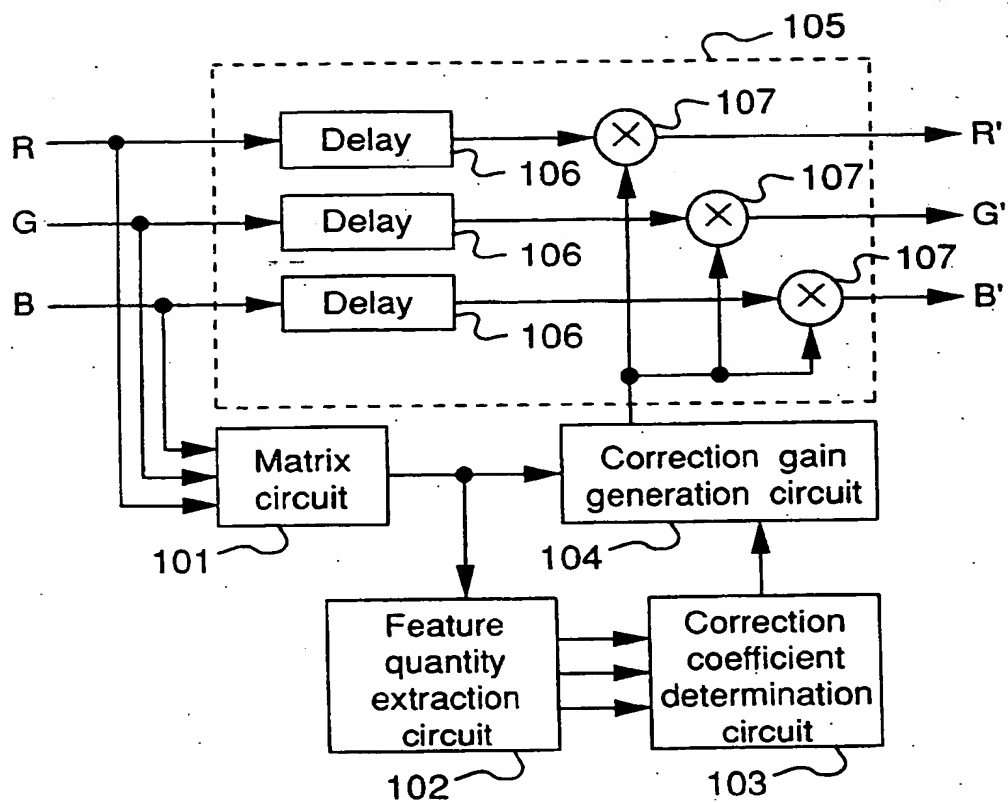 105
R
Delay
106
107
R'
G
Delay
106
107
G'
B
Delay
106
107
B'
Matrix
circuit
101
Correction gain
generation circuit
104
Feature
quantity
extraction
circuit
102
Correction
coefficient
determination
circuit
103